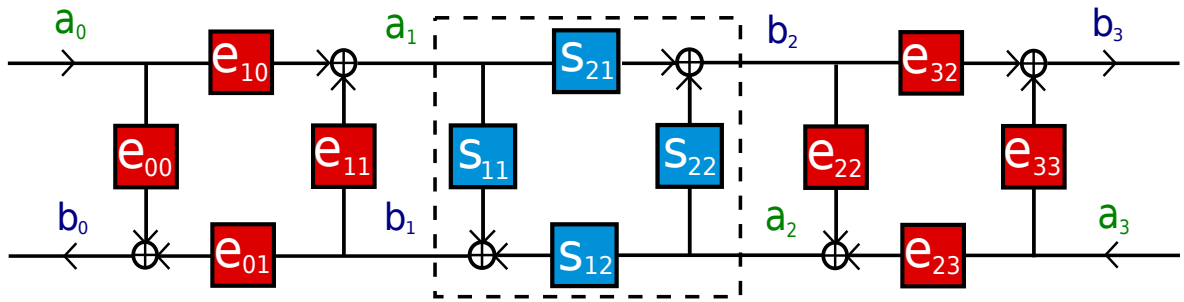 a₀ a₁ b₂ b₃
e₁₀ S₂₁ e₃₂
e₀₀ e₁₁ S₁₁ S₂₂ e₂₂ e₃₃
b₀ b₁ a₂ a₃
e₀₁ S₁₂ e₂₃